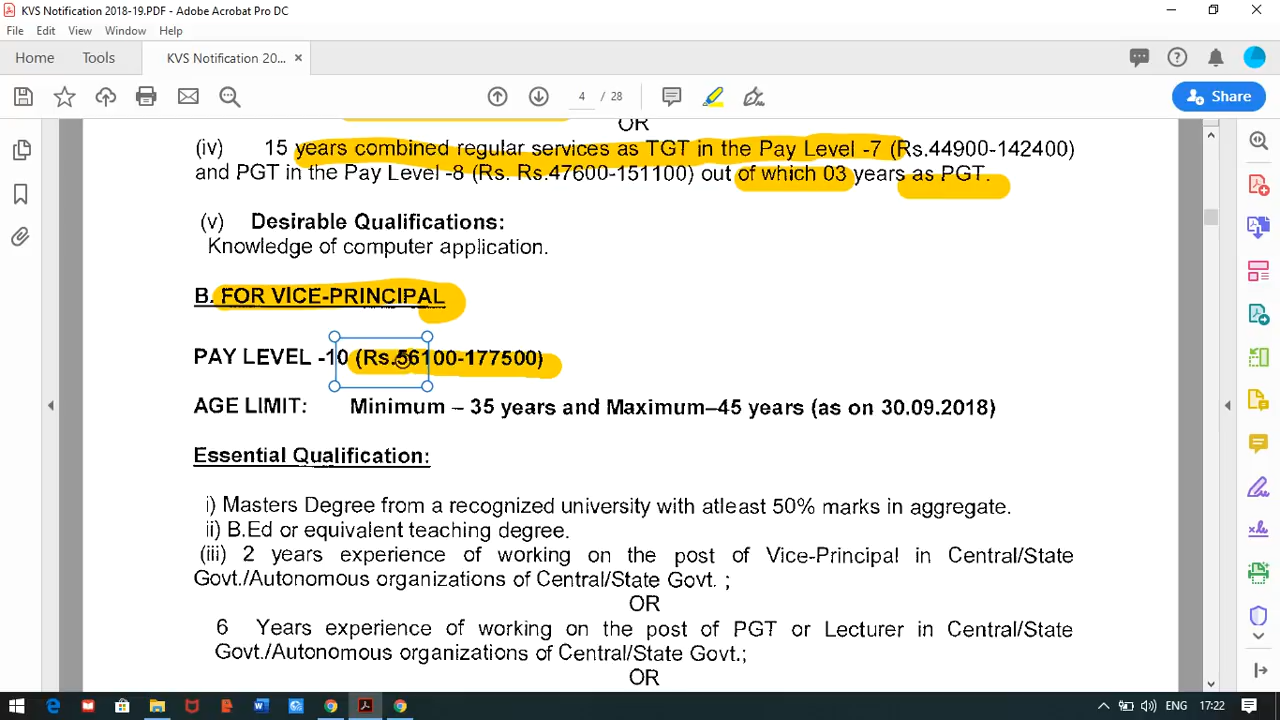 KVS Notification 2018-19.PDF - Adobe Acrobat Pro DC
File Edit View Window Help
Home Tools KVS Notification 20... ×
4 / 28
Share
OR
(iv) 15 years combined regular services as TGT in the Pay Level -7 (Rs.44900-142400)
and PGT in the Pay Level -8 (Rs. Rs.47600-151100) out of which 03 years as PGT.
(v) Desirable Qualifications:
Knowledge of computer application.
B. FOR VICE-PRINCIPAL
PAY LEVEL -10 (Rs.56100-177500)
AGE LIMIT: Minimum – 35 years and Maximum–45 years (as on 30.09.2018)
Essential Qualification:
i) Masters Degree from a recognized university with atleast 50% marks in aggregate.
ii) B.Ed or equivalent teaching degree.
(iii) 2 years experience of working on the post of Vice-Principal in Central/State
Govt./Autonomous organizations of Central/State Govt. ;
OR
6 Years experience of working on the post of PGT or Lecturer in Central/State
Govt./Autonomous organizations of Central/State Govt.;
OR
ENG 17:22